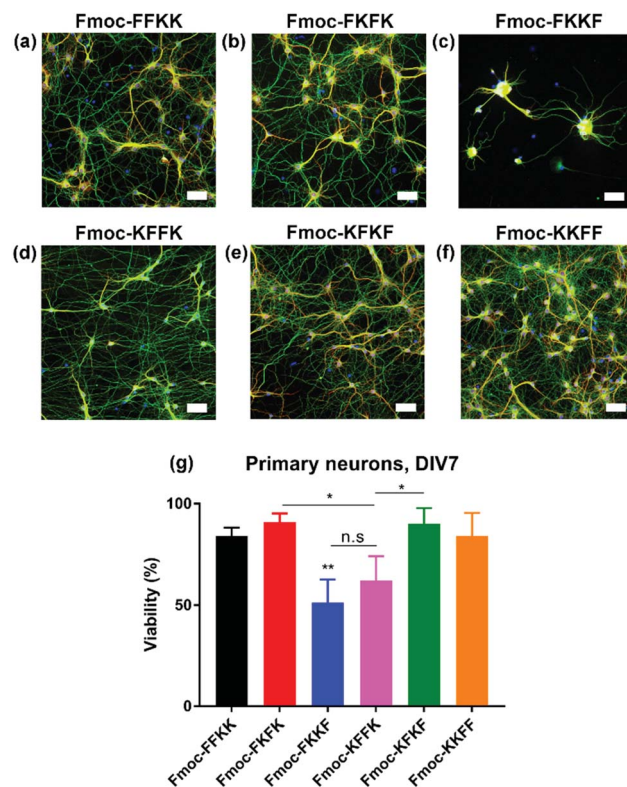 Fmoc-FFKK
Fmoc-FKFK
Fmoc-FKKF
(a)
(b)
(c)
Fmoc-KFFK
Fmoc-KFKF
Fmoc-KKFF
(d)
(e)
(f)
(g) Primary neurons, DIV7
Viability (%)
100
50
0
*
*
n.s
**
Fmoc-FFKK
Fmoc-FKFK
Fmoc-FKKF
Fmoc-KFFK
Fmoc-KFKF
Fmoc-KKFF